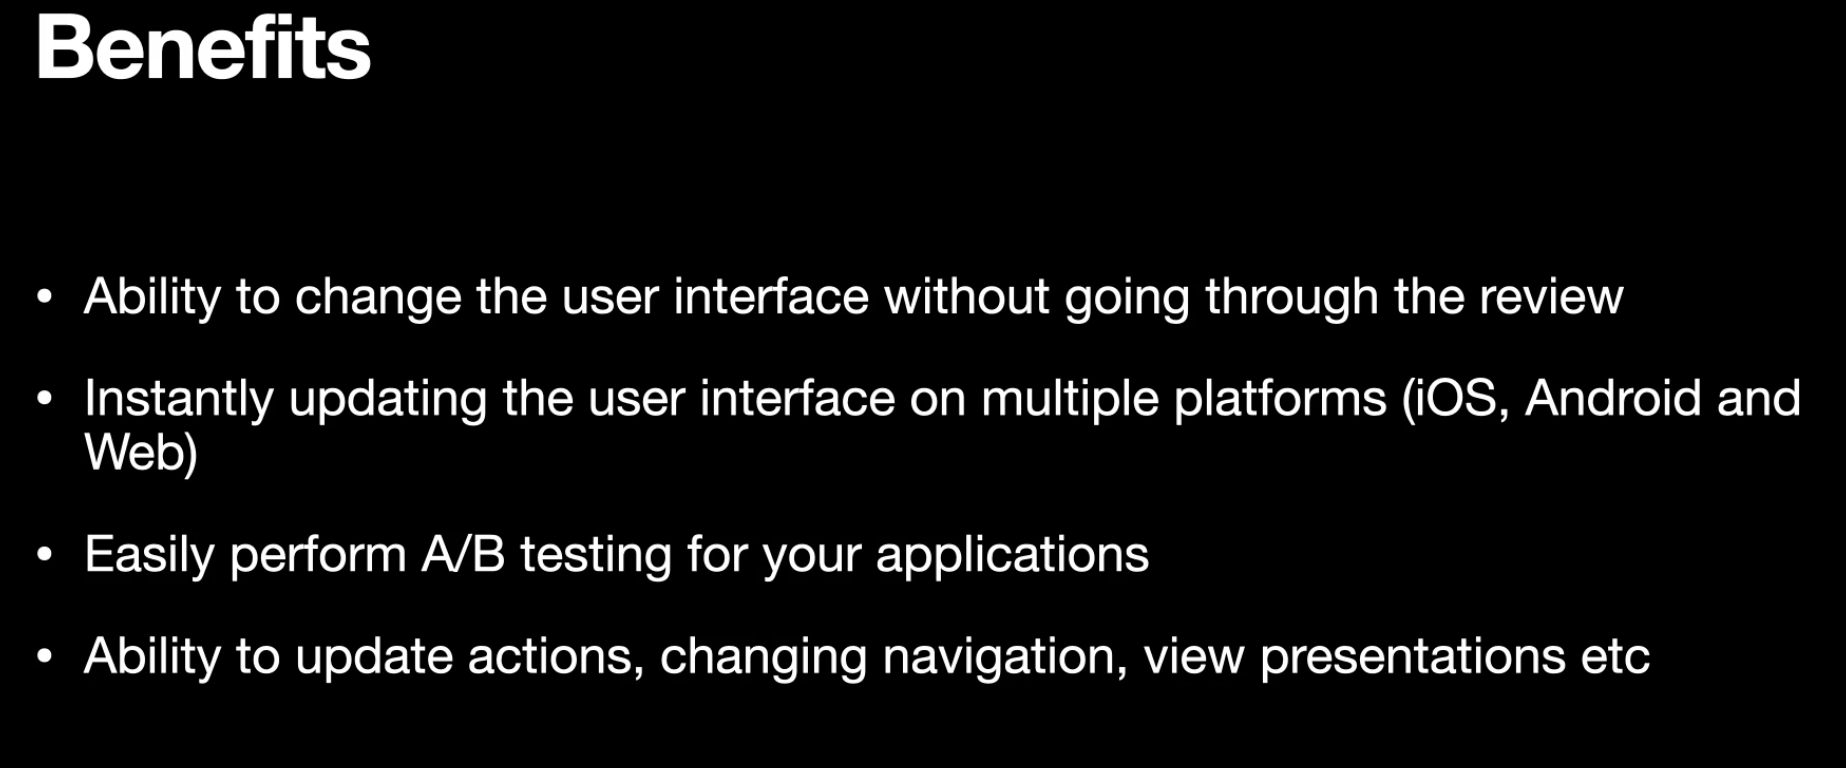 Benefits
• Ability to change the user interface without going through the review
• Instantly updating the user interface on multiple platforms (iOS, Android and
Web)
• Easily perform A/B testing for your applications
• Ability to update actions, changing navigation, view presentations etc